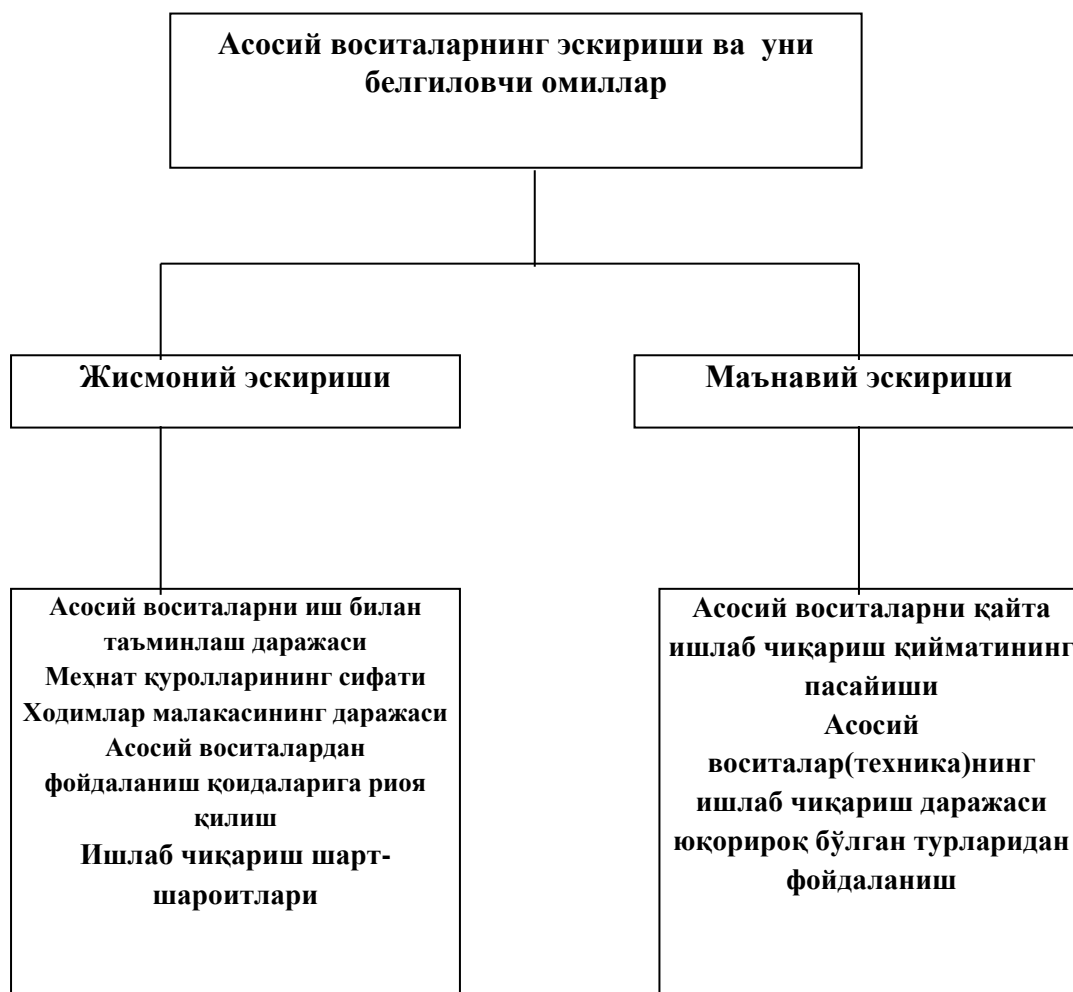 Асосий воситаларнинг эскириши ва уни
белгиловчи омиллар
Жисмоний эскириши
Маънавий эскириши
Асосий воситаларни иш билан
таъминлаш даражаси
Меҳнат қуролларининг сифати
Ходимлар малакасининг даражаси
Асосий воситалардан
фойдаланиш қоидаларига риоя
қилиш
Ишлаб чиқариш шарт-
шароитлари
Асосий воситаларни қайта
ишлаб чиқариш қийматининг
пасайиши
Асосий
воситалар(техника)нинг
ишлаб чиқариш даражаси
юқорироқ бўлган турларидан
фойдаланиш